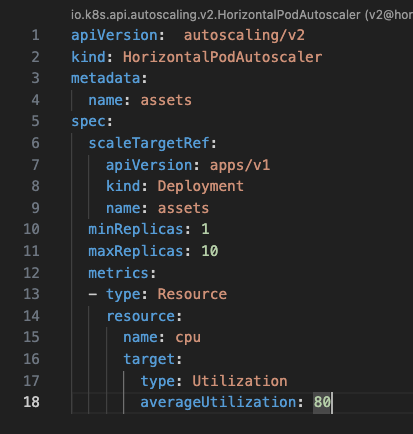 io.k8s.api.autoscaling.v2.HorizontalPodAutoscaler (v2@hor
1 apiVersion:  autoscaling/v2
2 kind: HorizontalPodAutoscaler
3 metadata:
4   name: assets
5 spec:
6   scaleTargetRef:
7     apiVersion: apps/v1
8     kind: Deployment
9     name: assets
10   minReplicas: 1
11   maxReplicas: 10
12   metrics:
13   - type: Resource
14     resource:
15       name: cpu
16       target:
17         type: Utilization
18         averageUtilization: 80